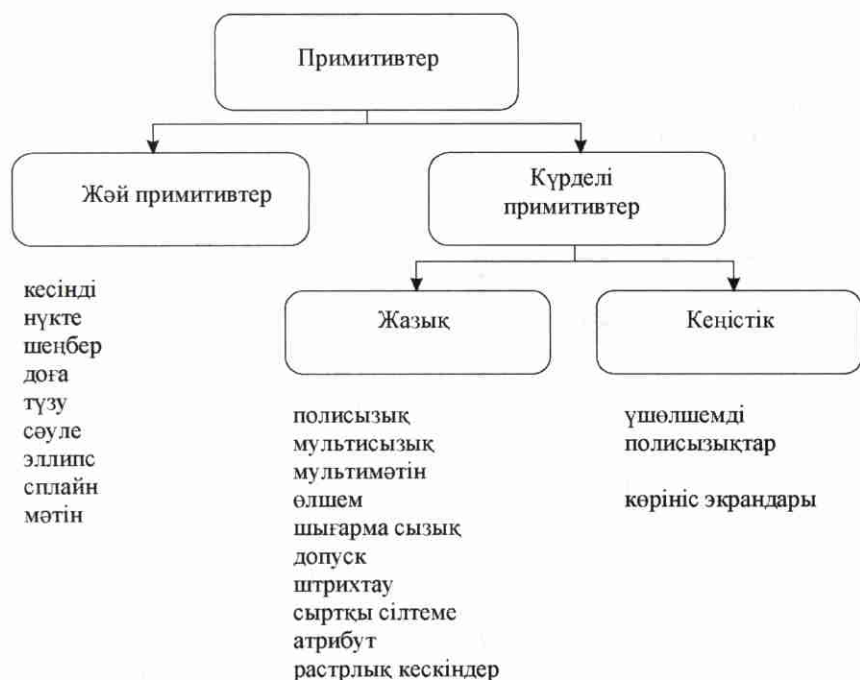 Примитивтер
Жәй примитивтер
Күрделі
примитивтер
кесінді
нүкте
шеңбер
доға
түзу
сәуле
эллипс
сплайн
мәтін
Жазық
полисызық
мультисызық
мультимәтін
өлшем
шығарма сызық
допуск
штрихтау
сыртқы сілтеме
атрибут
растрлық кескіндер
Кеңістік
үшөлшемді
полисызықтар
көрініс экрандары